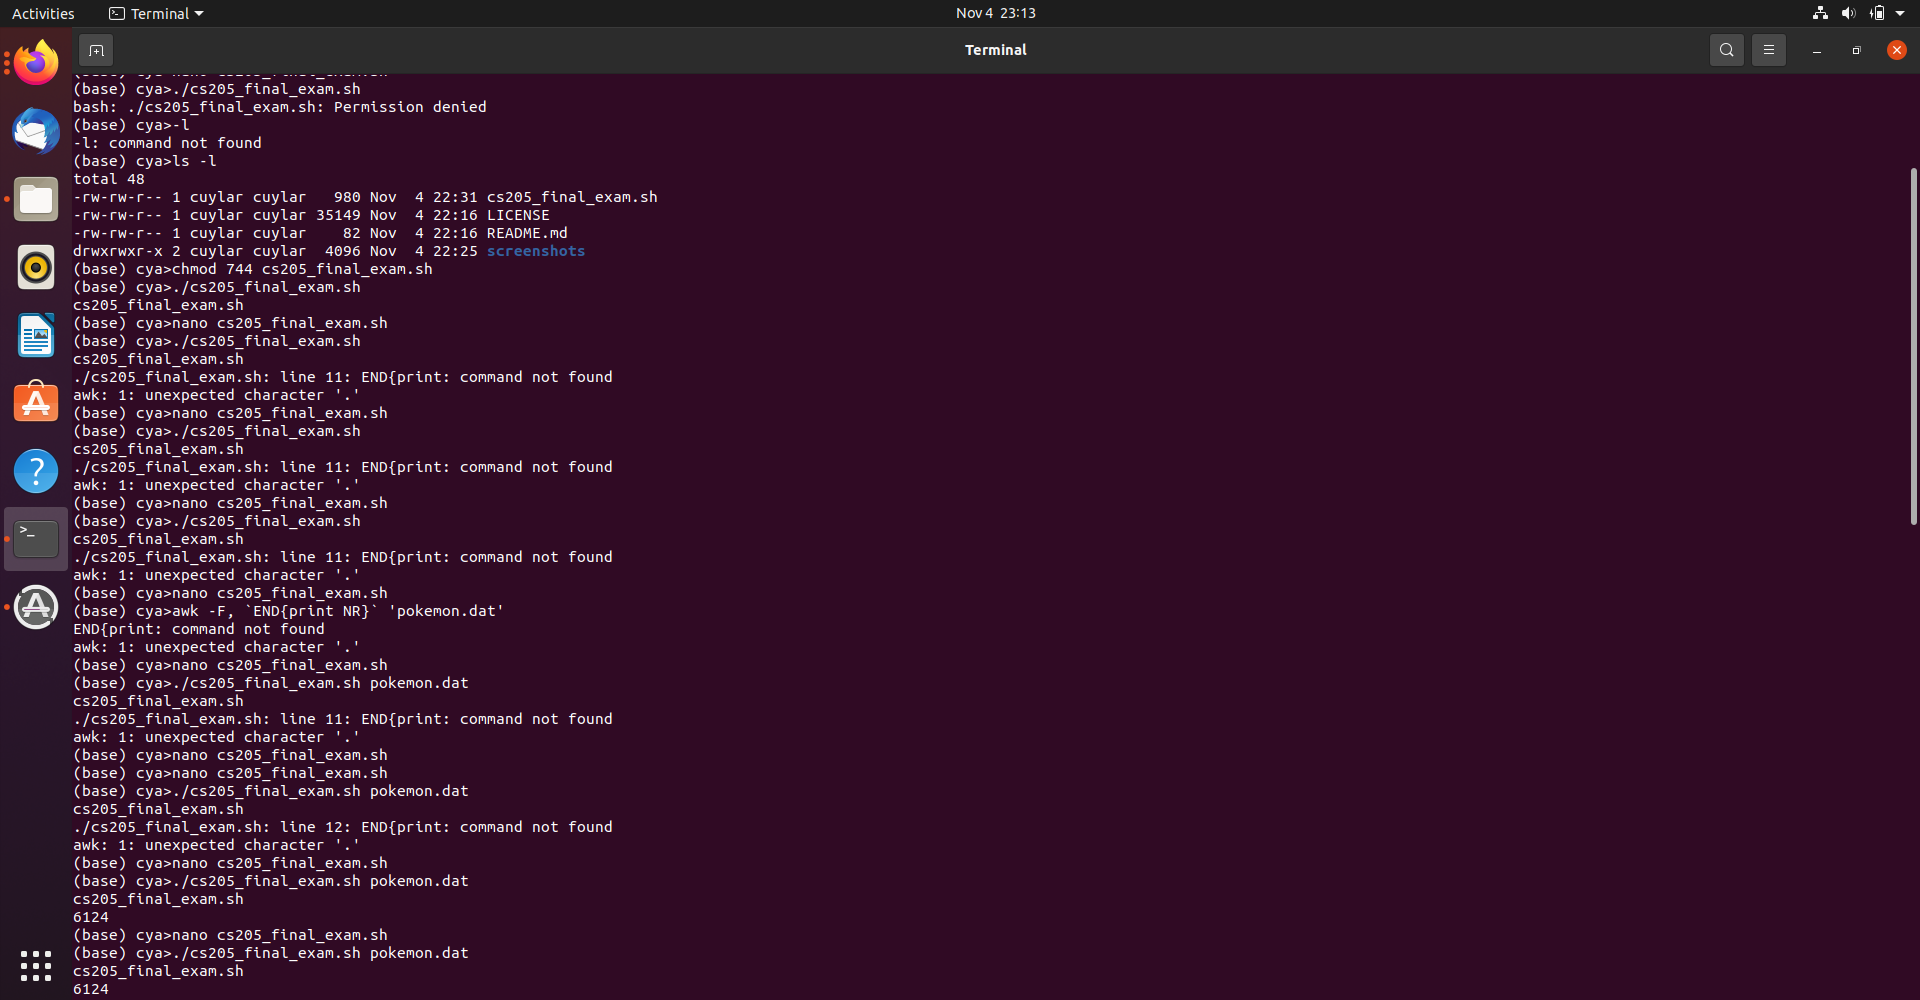 Activities
Terminal
Nov 4 23:13
Terminal
(base) cya>./cs205_final_exam.sh
bash: ./cs205_final_exam.sh: Permission denied
(base) cya>-l
-l: command not found
(base) cya>ls -l
total 48
-rw-rw-r-- 1 cuylar cuylar   980 Nov  4 22:31 cs205_final_exam.sh
-rw-rw-r-- 1 cuylar cuylar 35149 Nov  4 22:16 LICENSE
-rw-rw-r-- 1 cuylar cuylar    82 Nov  4 22:16 README.md
drwxrwxr-x 2 cuylar cuylar  4096 Nov  4 22:25 screenshots
(base) cya>chmod 744 cs205_final_exam.sh
(base) cya>./cs205_final_exam.sh
cs205_final_exam.sh
(base) cya>nano cs205_final_exam.sh
(base) cya>./cs205_final_exam.sh
cs205_final_exam.sh
./cs205_final_exam.sh: line 11: END{print: command not found
awk: 1: unexpected character '.'
(base) cya>nano cs205_final_exam.sh
(base) cya>./cs205_final_exam.sh
cs205_final_exam.sh
./cs205_final_exam.sh: line 11: END{print: command not found
awk: 1: unexpected character '.'
(base) cya>nano cs205_final_exam.sh
(base) cya>./cs205_final_exam.sh
cs205_final_exam.sh
./cs205_final_exam.sh: line 11: END{print: command not found
awk: 1: unexpected character '.'
(base) cya>nano cs205_final_exam.sh
(base) cya>awk -F, `END{print NR}` 'pokemon.dat'
END{print: command not found
awk: 1: unexpected character '.'
(base) cya>nano cs205_final_exam.sh
(base) cya>./cs205_final_exam.sh pokemon.dat
cs205_final_exam.sh
./cs205_final_exam.sh: line 11: END{print: command not found
awk: 1: unexpected character '.'
(base) cya>nano cs205_final_exam.sh
(base) cya>nano cs205_final_exam.sh
(base) cya>./cs205_final_exam.sh pokemon.dat
cs205_final_exam.sh
./cs205_final_exam.sh: line 12: END{print: command not found
awk: 1: unexpected character '.'
(base) cya>nano cs205_final_exam.sh
(base) cya>./cs205_final_exam.sh pokemon.dat
cs205_final_exam.sh
6124
(base) cya>nano cs205_final_exam.sh
(base) cya>./cs205_final_exam.sh pokemon.dat
cs205_final_exam.sh
6124